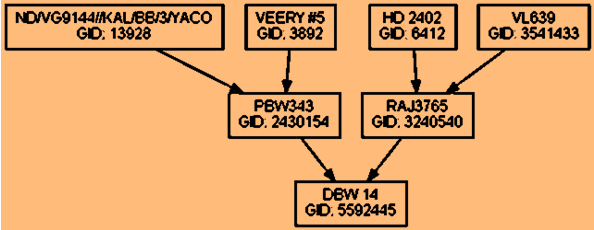 ND/VG9144//KAL/BB/3/YACO
GID: 13928
VEERY #5
GID: 3892
HD 2402
GID: 6412
VL639
GID: 3541433
PBW343
GID: 2430154
RAJ3765
GID: 3240540
DBW 14
GID: 5592445